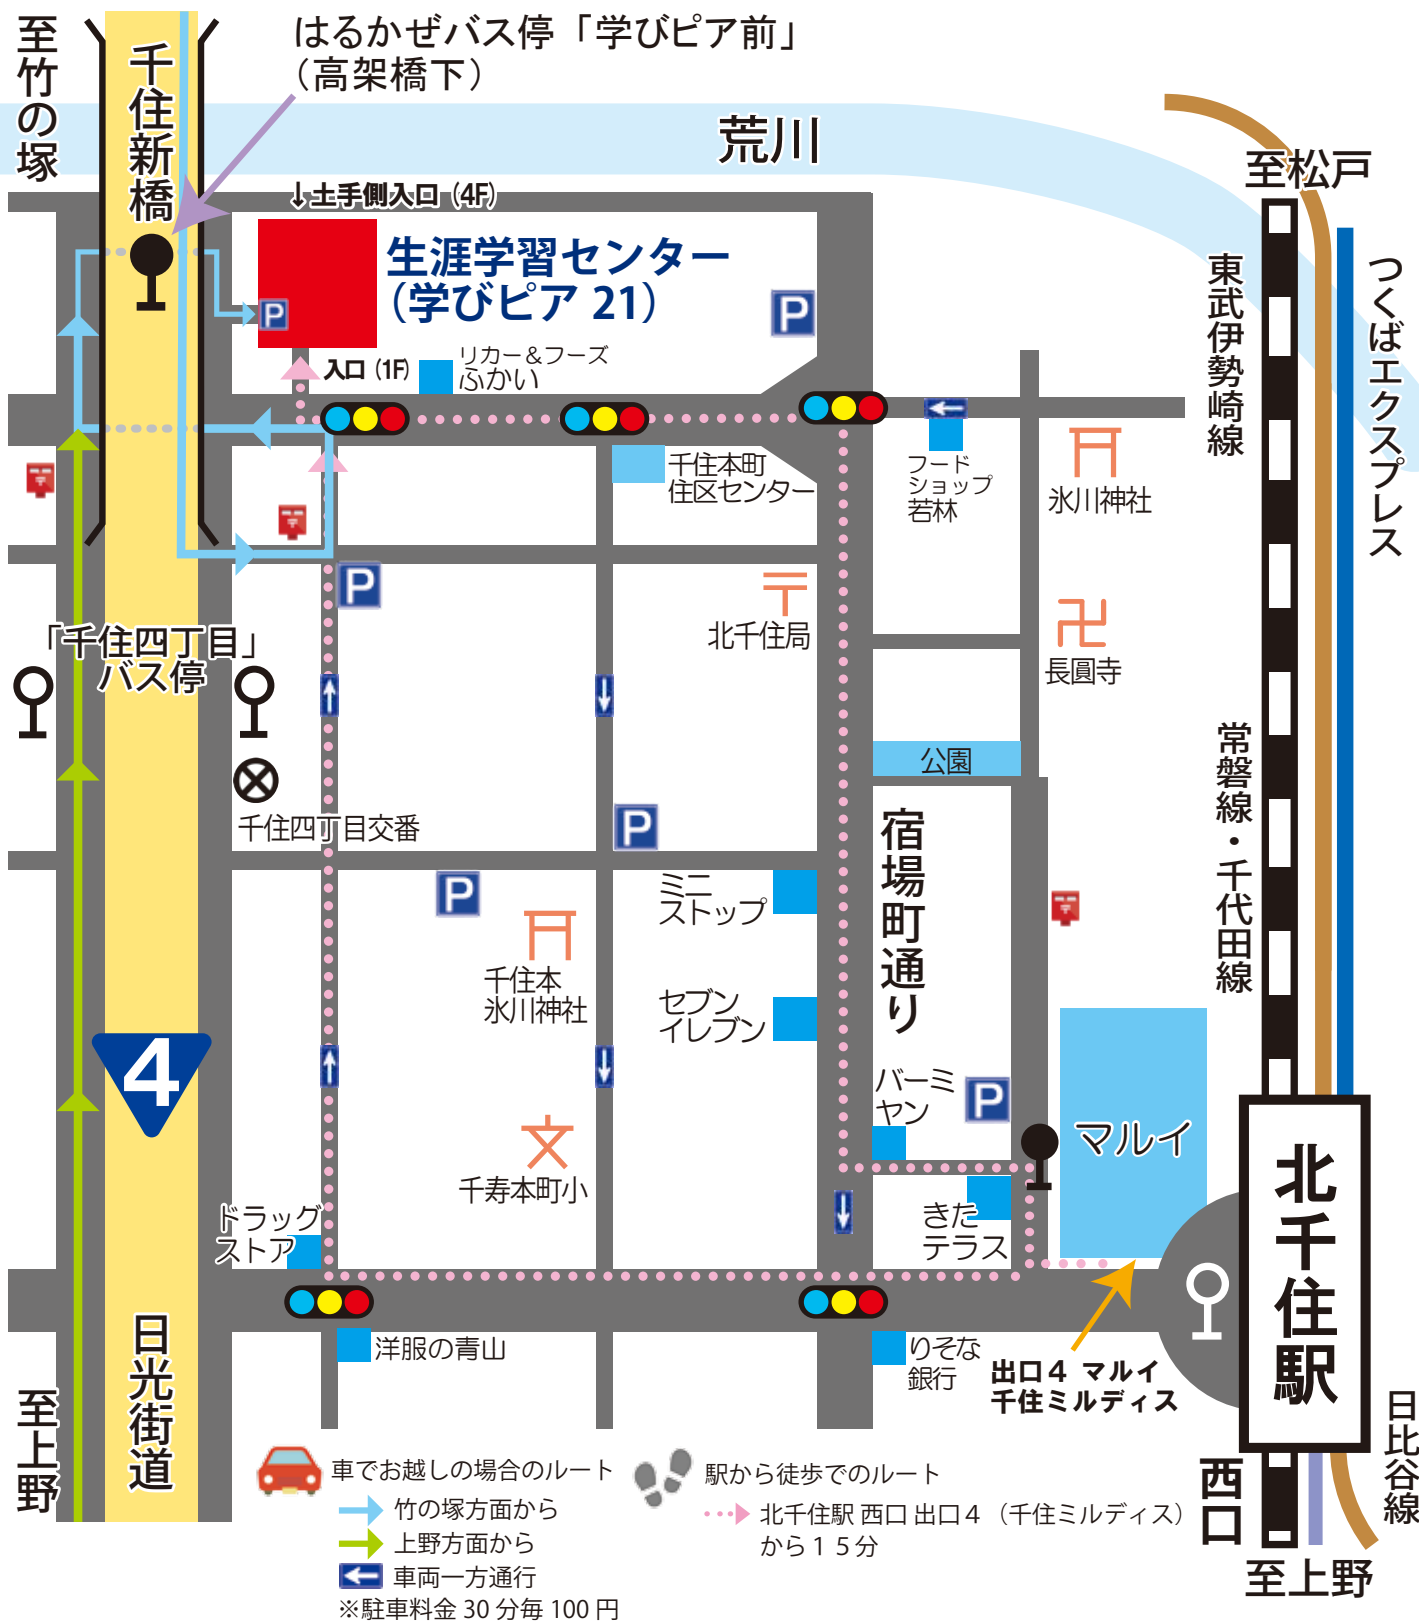 はるかぜバス停「学びピア前」
（高架橋下）
至竹の塚
千住新橋
荒川
至松戸
↓土手側入口（4F）
生涯学習センター
（学びピア 21）
P
P
入口（1F）
リカー＆フーズ
ふかい
東武伊勢崎線
つくばエクスプレス
千住本町
住区センター
フード
ショップ
若林
氷川神社
P
北千住局
「千住四丁目」
バス停
長圓寺
公園
千住四丁目交番
P
常磐線・千代田線
宿場町通り
P
ミニ
ストップ
千住本
氷川神社
セブン
イレブン
4
バーミ
ヤン
P
マルイ
千寿本町小
ドラッグ
ストア
きた
テラス
北千住駅
日光街道
洋服の青山
りそな
銀行
出口４ マルイ
千住ミルディス
至上野
日比谷線
西口
至上野
車でお越しの場合のルート
竹の塚方面から
上野方面から
車両一方通行
※駐車料金 30 分毎 100 円
駅から徒歩でのルート
北千住駅 西口 出口４（千住ミルディス）
から１５分